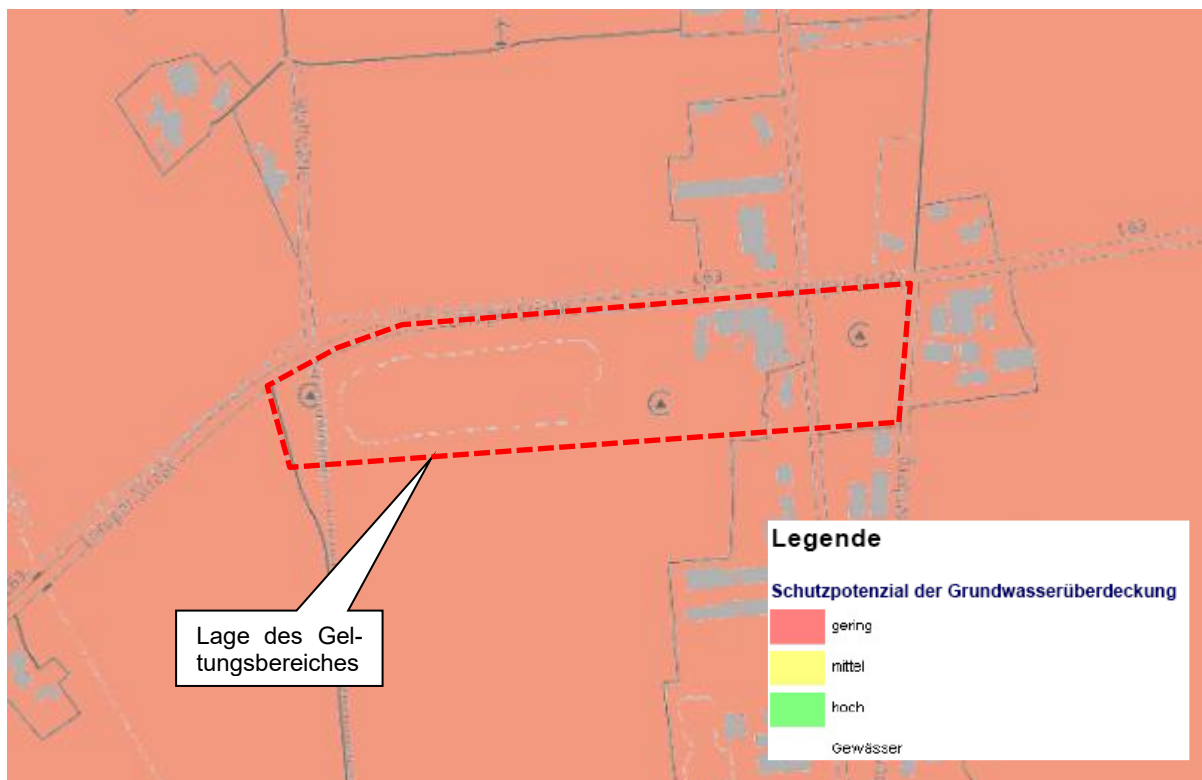 L63
L63
Lage des Gel-
tungsbereiches
Legende
Schutzpotenzial der Grundwasserüberdeckung
gering
mittel
hoch
Gewässer